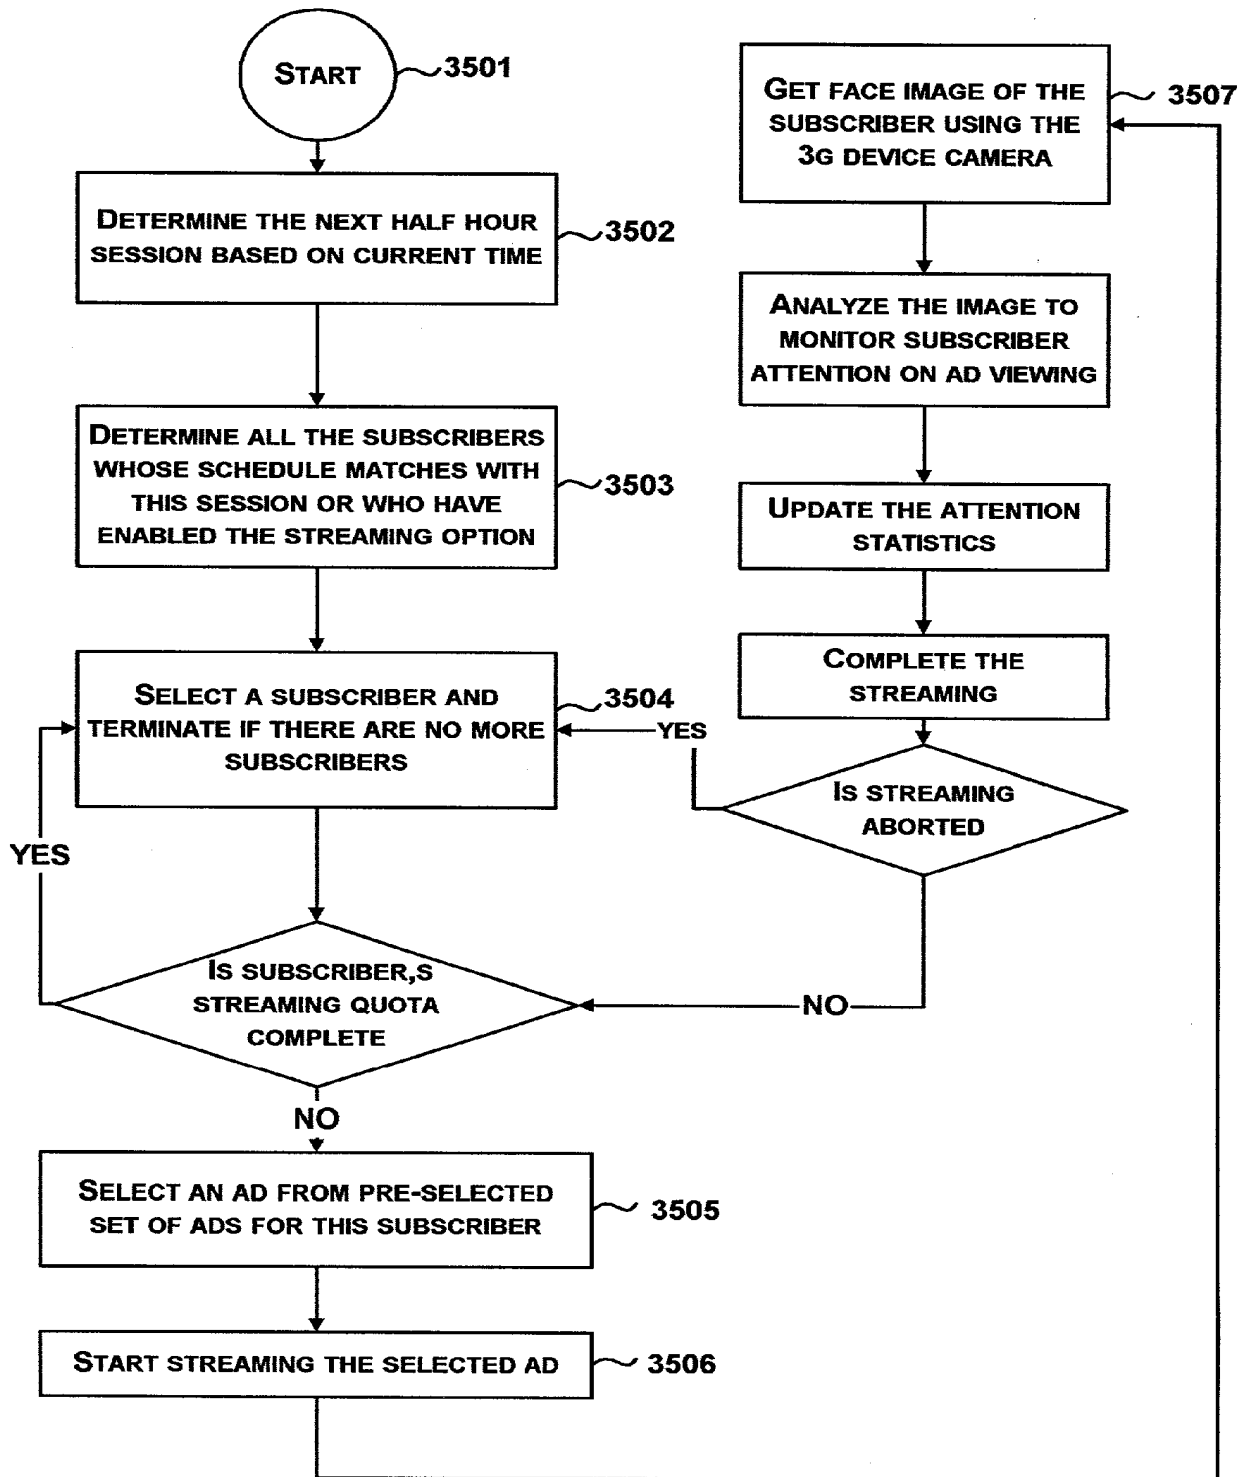 START
3501
DETERMINE THE NEXT HALF HOUR
SESSION BASED ON CURRENT TIME
3502
DETERMINE ALL THE SUBSCRIBERS
WHOSE SCHEDULE MATCHES WITH
THIS SESSION OR WHO HAVE
ENABLED THE STREAMING OPTION
3503
SELECT A SUBSCRIBER AND
TERMINATE IF THERE ARE NO MORE
SUBSCRIBERS
3504
YES
IS SUBSCRIBER,S
STREAMING QUOTA
COMPLETE
NO
SELECT AN AD FROM PRE-SELECTED
SET OF ADS FOR THIS SUBSCRIBER
3505
START STREAMING THE SELECTED AD
3506
GET FACE IMAGE OF THE
SUBSCRIBER USING THE
3G DEVICE CAMERA
3507
ANALYZE THE IMAGE TO
MONITOR SUBSCRIBER
ATTENTION ON AD VIEWING
UPDATE THE ATTENTION
STATISTICS
COMPLETE THE
STREAMING
YES
IS STREAMING
ABORTED
NO